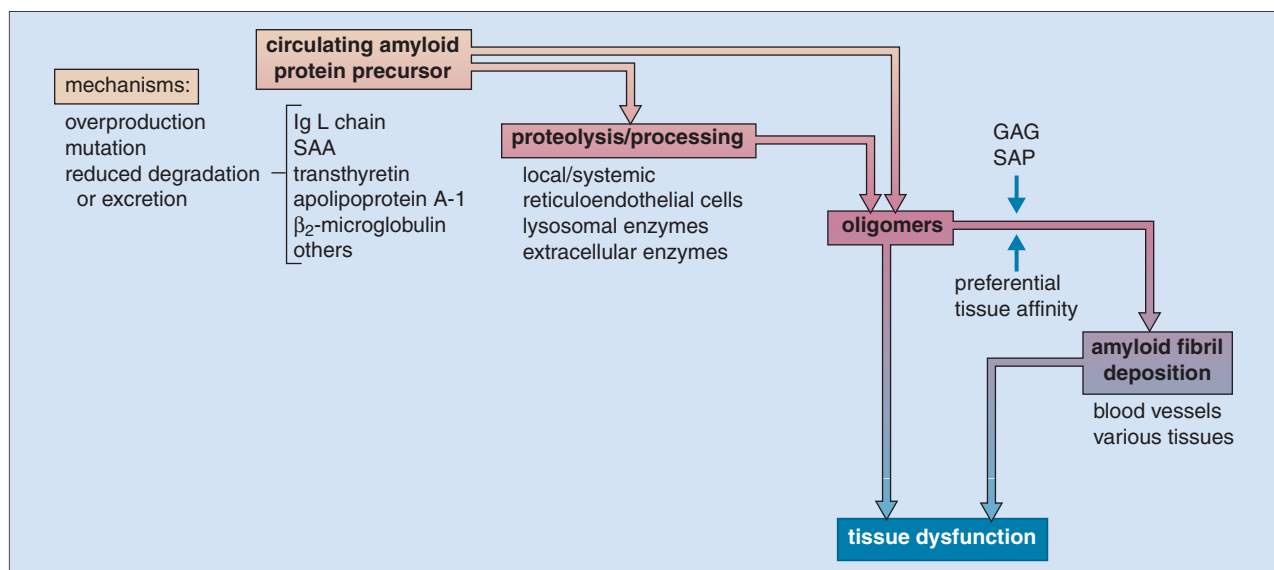 circulating amyloid
protein precursor
mechanisms:
overproduction
mutation
reduced degradation
or excretion
Ig L chain
SAA
transthyretin
apolipoprotein A-1
β₂-microglobulin
others
proteolysis/processing
local/systemic
reticuloendothelial cells
lysosomal enzymes
extracellular enzymes
oligomers
GAG
SAP
preferential
tissue affinity
amyloid fibril
deposition
blood vessels
various tissues
tissue dysfunction